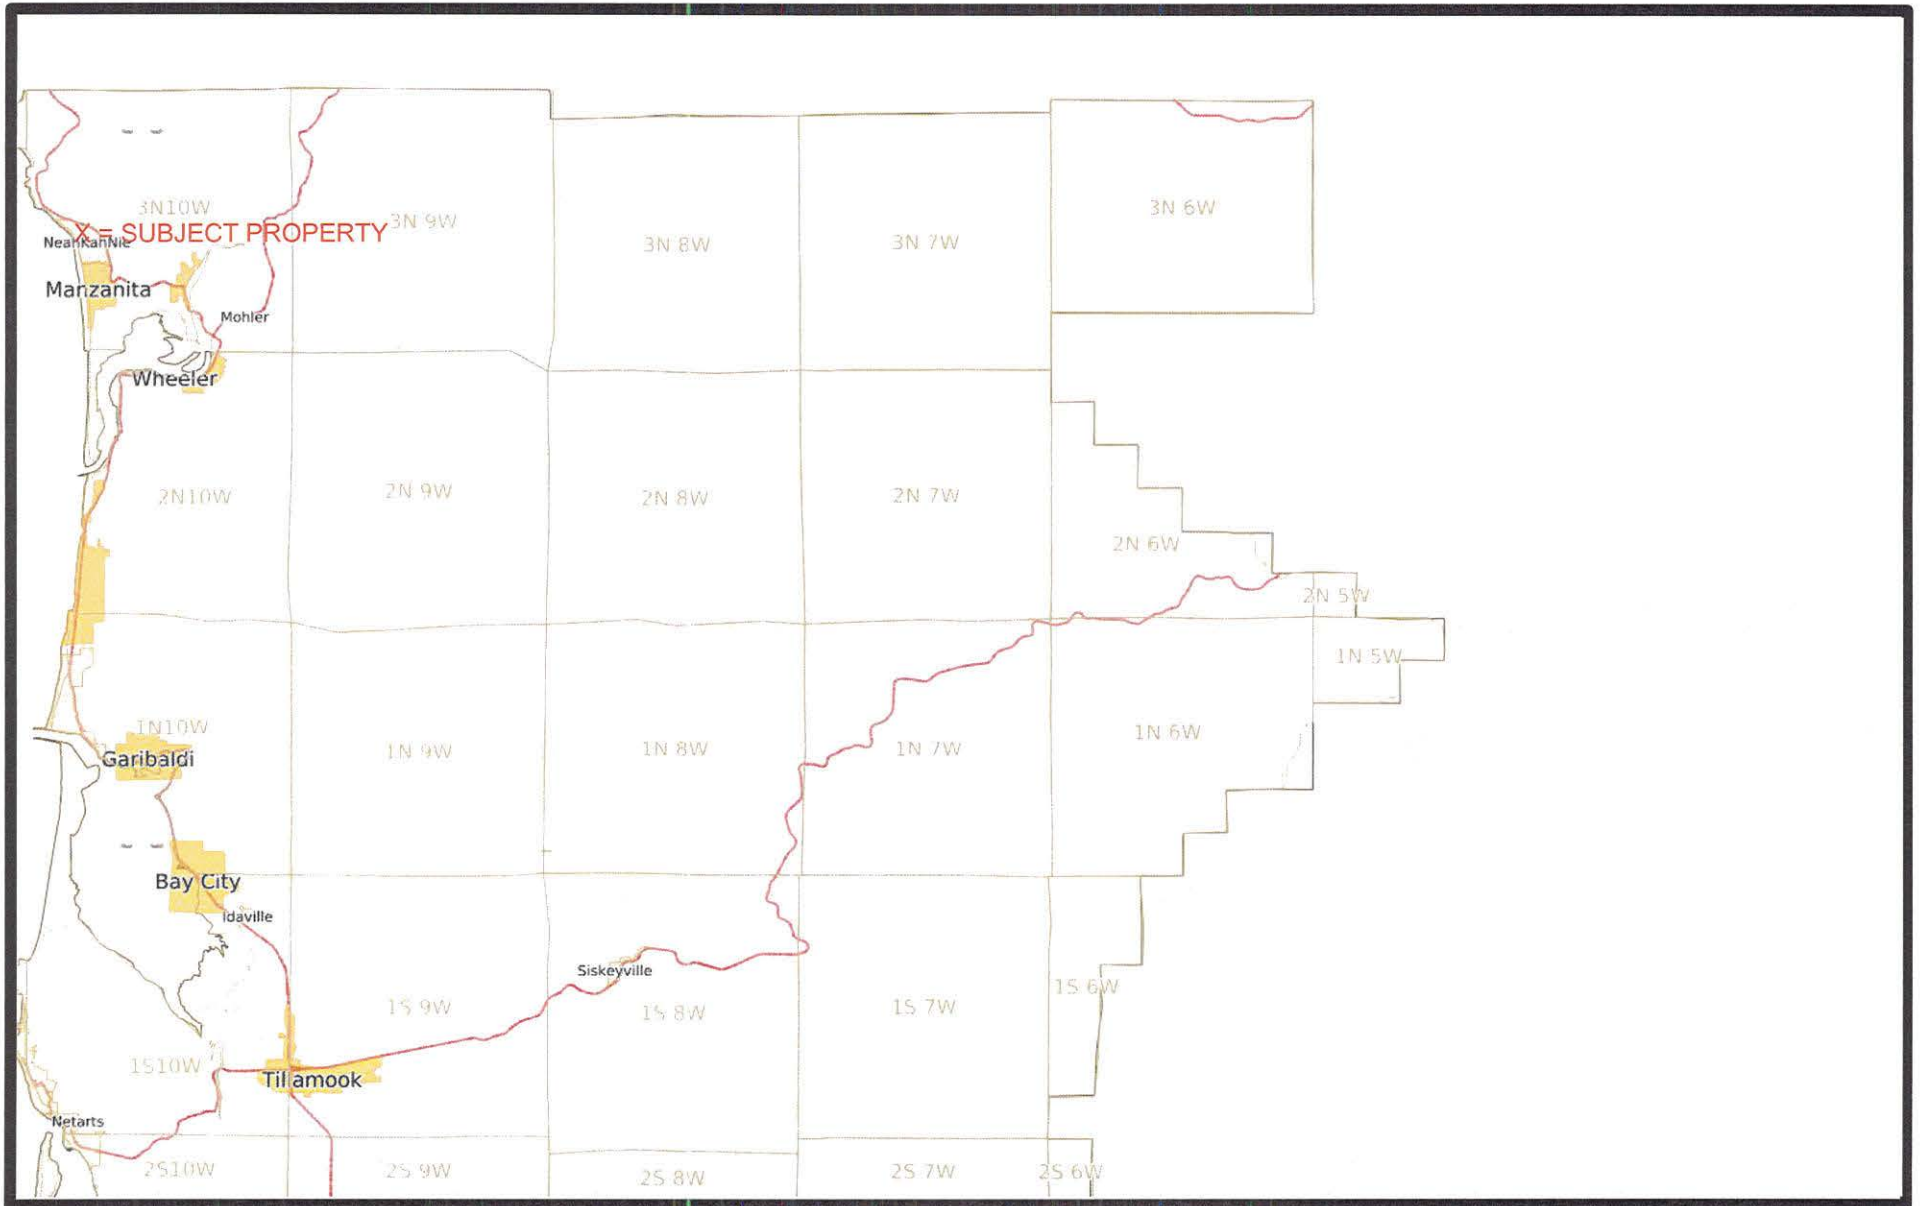 3N10W
3N 9W
3N 8W
3N 7W
3N 6W
X = SUBJECT PROPERTY
NeahKahNie
Manzanita
Mohler
Wheeler
2N10W
2N 9W
2N 8W
2N 7W
2N 6W
2N 5W
1N 5W
1N10W
1N 9W
1N 8W
1N 7W
1N 6W
Garibaldi
Bay City
Idaville
Siskeyville
1S10W
1S 9W
1S 8W
1S 7W
1S 6W
Tillamook
Netarts
2S10W
2S 9W
2S 8W
2S 7W
2S 6W